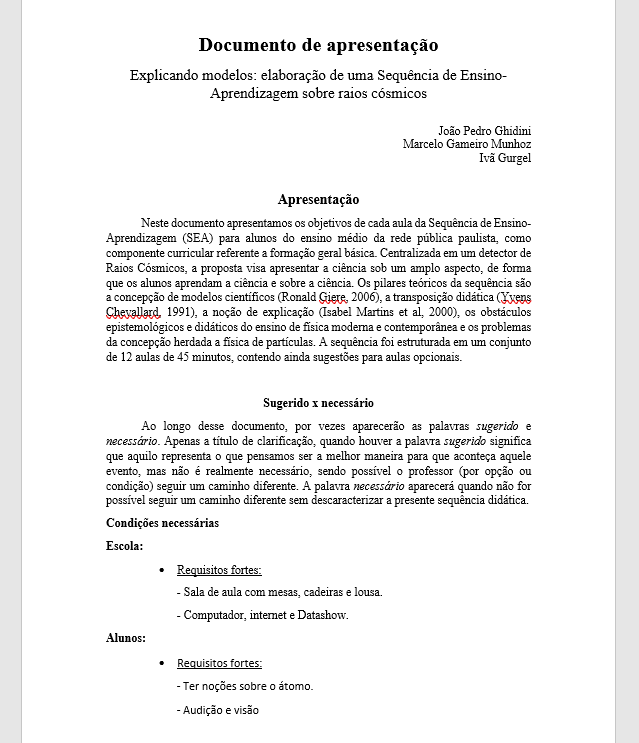 Documento de apresentação
Explicando modelos: elaboração de uma Sequência de Ensino-
Aprendizagem sobre raios cósmicos
João Pedro Ghidini
Marcelo Gameiro Munhoz
Ivã Gurgel
Apresentação
Neste documento apresentamos os objetivos de cada aula da Sequência de Ensino-
Aprendizagem (SEA) para alunos do ensino médio da rede pública paulista, como
componente curricular referente a formação geral básica. Centralizada em um detector de
Raios Cósmicos, a proposta visa apresentar a ciência sob um amplo aspecto, de forma
que os alunos aprendam a ciência e sobre a ciência. Os pilares teóricos da sequência são
a concepção de modelos científicos (Ronald Giere, 2006), a transposição didática (Yvens
Chevallard, 1991), a noção de explicação (Isabel Martins et al, 2000), os obstáculos
epistemológicos e didáticos do ensino de física moderna e contemporânea e os problemas
da concepção herdada a física de partículas. A sequência foi estruturada em um conjunto
de 12 aulas de 45 minutos, contendo ainda sugestões para aulas opcionais.
Sugerido x necessário
Ao longo desse documento, por vezes aparecerão as palavras sugerido e
necessário. Apenas a título de clarificação, quando houver a palavra sugerido significa
que aquilo representa o que pensamos ser a melhor maneira para que aconteça aquele
evento, mas não é realmente necessário, sendo possível o professor (por opção ou
condição) seguir um caminho diferente. A palavra necessário aparecerá quando não for
possível seguir um caminho diferente sem descaracterizar a presente sequência didática.
Condições necessárias
Escola:
• Requisitos fortes:
- Sala de aula com mesas, cadeiras e lousa.
- Computador, internet e Datashow.
Alunos:
• Requisitos fortes:
- Ter noções sobre o átomo.
- Audição e visão